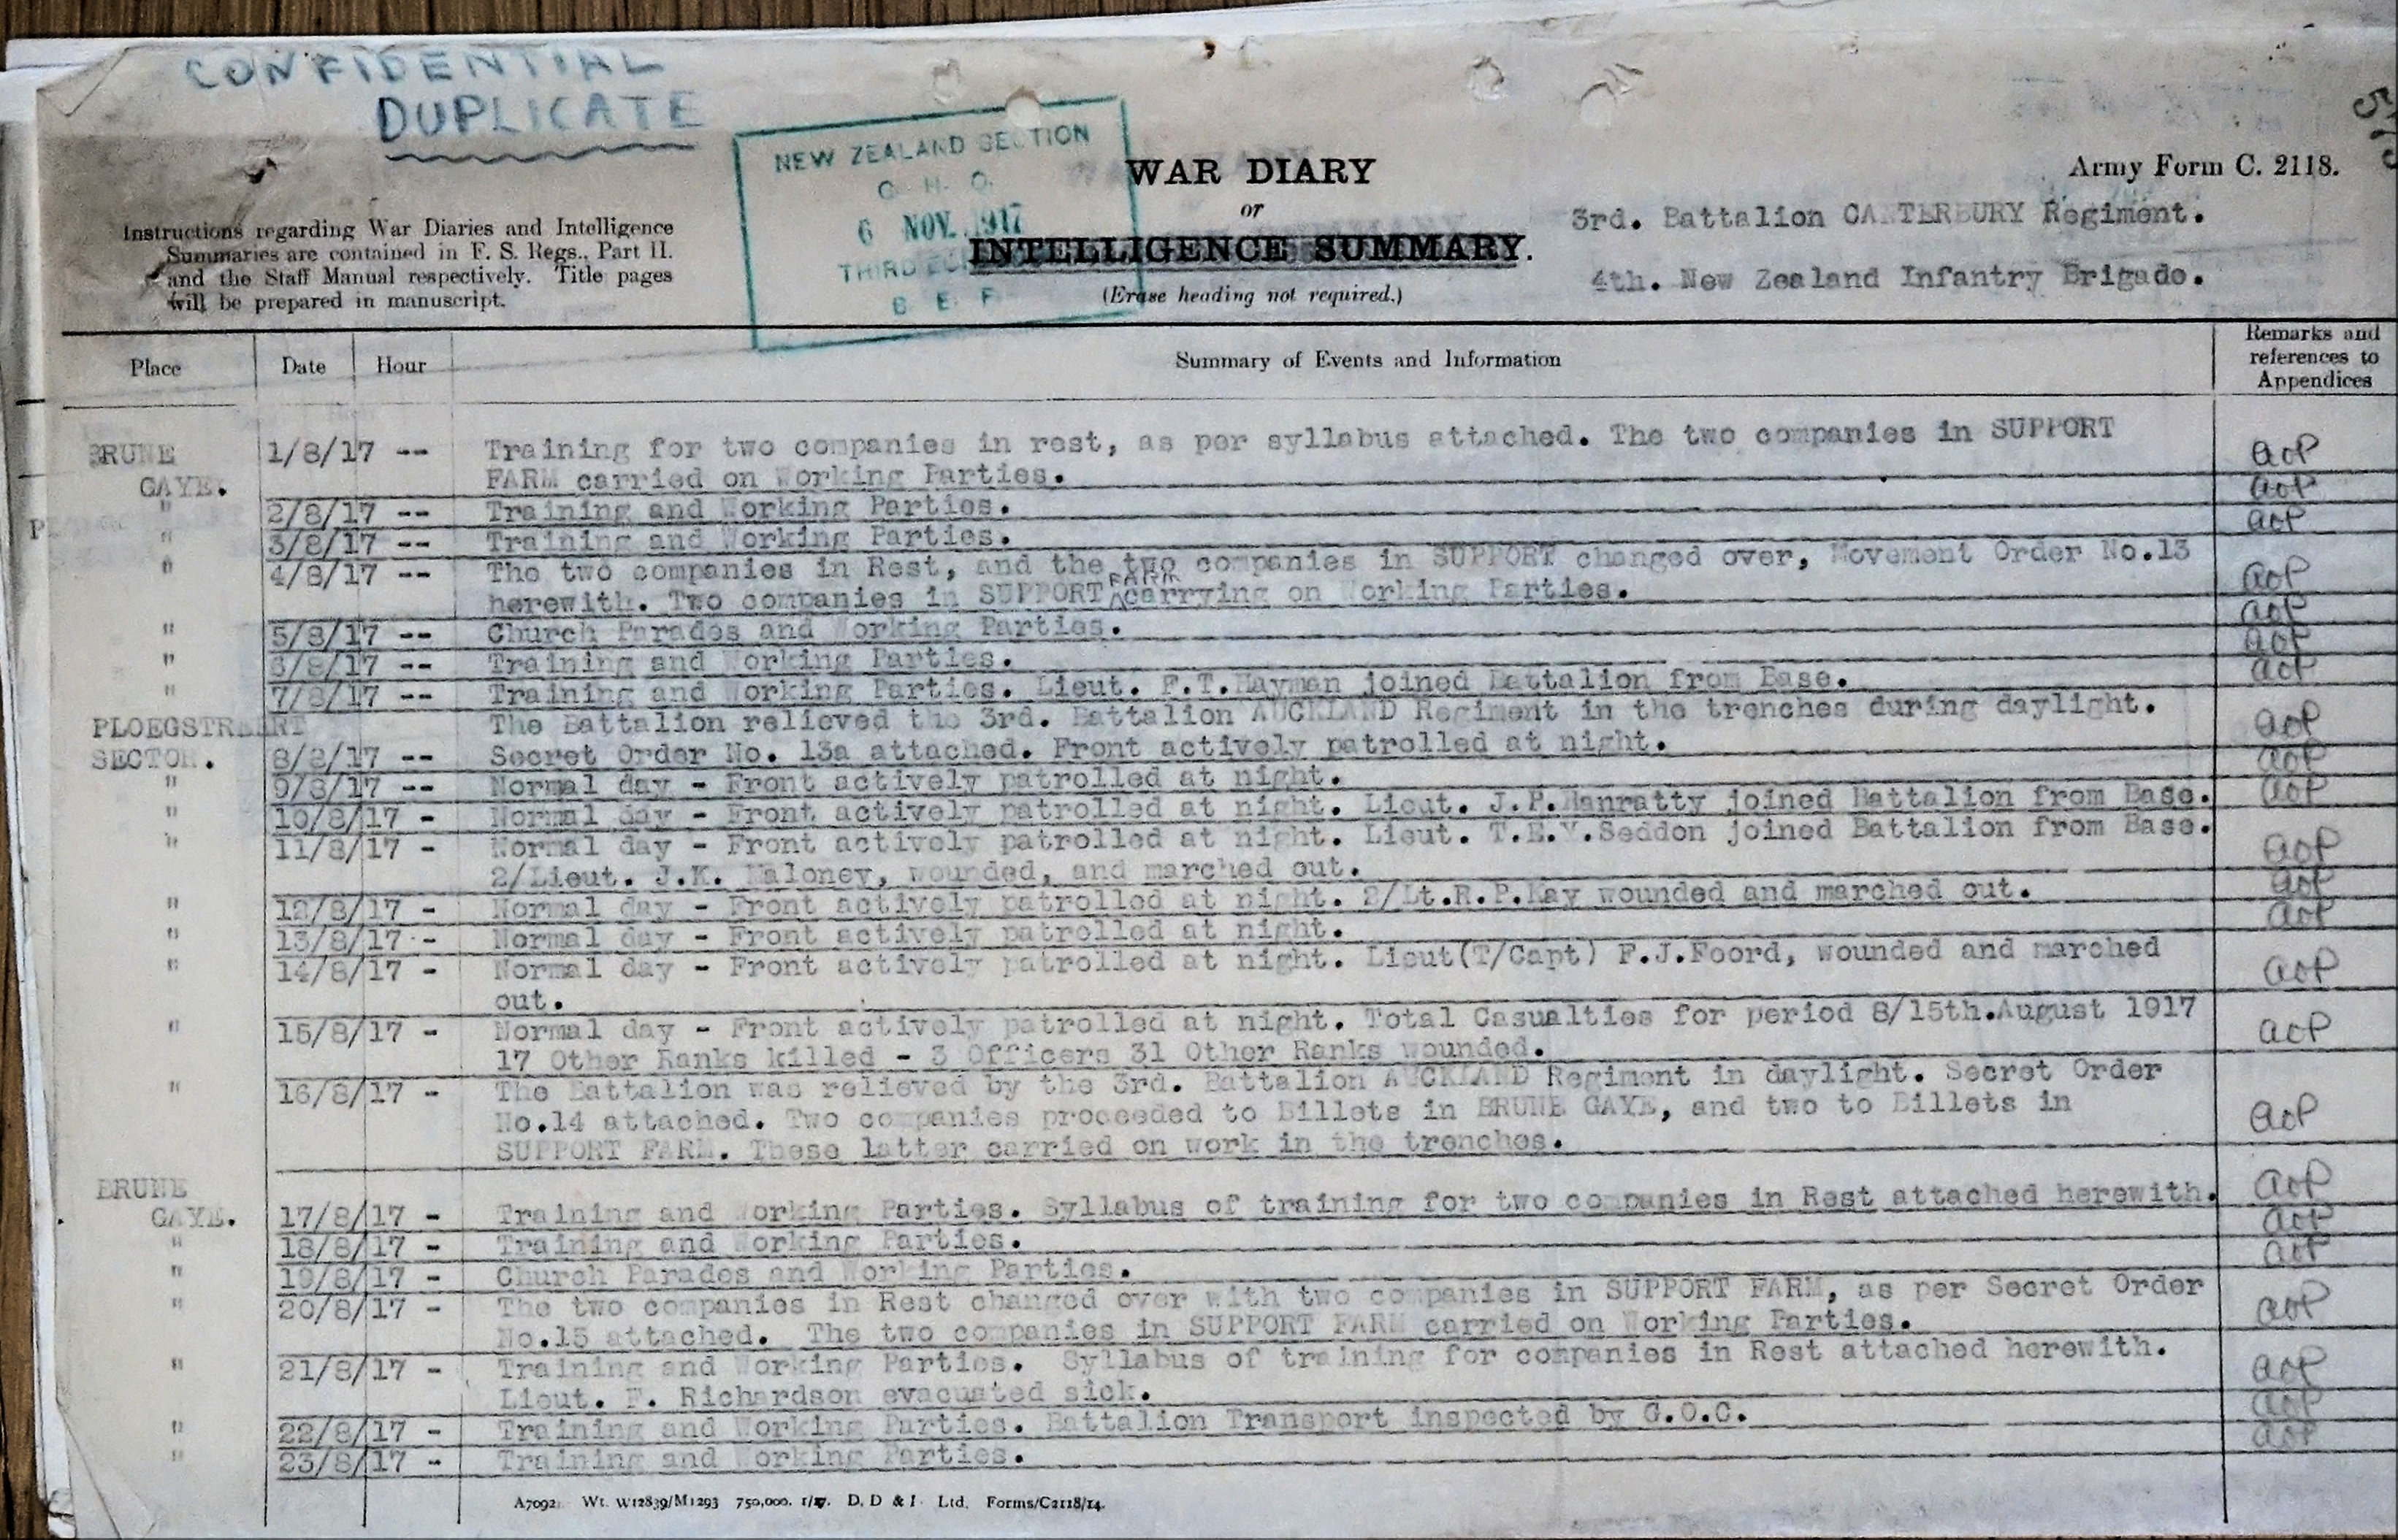 CONFIDENTIAL
DUPLICATE
NEW ZEALAND SECTION
G. H. Q.
6 NOV. 1917
THIRD
B E F
WAR DIARY
or
INTELLIGENCE SUMMARY.
(Erase heading not required.)
Army Form C. 2118.
3rd. Battalion CANTERBURY Regiment.
4th. New Zealand Infantry Brigade.
Instructions regarding War Diaries and Intelligence
Summaries are contained in F. S. Regs., Part II.
and the Staff Manual respectively. Title pages
will be prepared in manuscript.
Place Date Hour Summary of Events and Information Remarks and
references to
Appendices
BRUNE 1/8/17 -- Training for two companies in rest, as per syllabus attached. The two companies in SUPPORT AoP
GAYE. FARM carried on Working Parties. AoP
" 2/8/17 -- Training and Working Parties. AoP
" 3/8/17 -- Training and Working Parties.
" 4/8/17 -- The two companies in Rest, and the two companies in SUPPORT changed over, Movement Order No.13 AoP
herewith. Two companies in SUPPORT FARM carrying on Working Parties. AoP
" 5/8/17 -- Church Parades and Working Parties. AoP
" 6/8/17 -- Training and Working Parties. AoP
" 7/8/17 -- Training and Working Parties. Lieut. F.T.Hayman joined Battalion from Base.
PLOEGSTRAERT The Battalion relieved the 3rd. Battalion AUCKLAND Regiment in the trenches during daylight. AoP
SECTOR. 8/8/17 -- Secret Order No. 13a attached. Front actively patrolled at night. AoP
" 9/8/17 -- Normal day - Front actively patrolled at night. AoP
" 10/8/17 - Normal day - Front actively patrolled at night. Lieut. J.P.Hanratty joined Battalion from Base.
" 11/8/17 - Normal day - Front actively patrolled at night. Lieut. T.E.Y.Seddon joined Battalion from Base. AoP
2/Lieut. J.K. Maloney, wounded, and marched out. AoP
" 12/8/17 - Normal day - Front actively patrolled at night. 2/Lt.R.P.Kay wounded and marched out. AoP
" 13/8/17 - Normal day - Front actively patrolled at night.
" 14/8/17 - Normal day - Front actively patrolled at night. Lieut(T/Capt) F.J.Foord, wounded and marched AoP
out.
" 15/8/17 - Normal day - Front actively patrolled at night. Total Casualties for period 8/15th.August 1917 AoP
17 Other Ranks killed - 3 Officers 31 Other Ranks wounded.
" 16/8/17 - The Battalion was relieved by the 3rd. Battalion AUCKLAND Regiment in daylight. Secret Order
No.14 attached. Two companies proceeded to Billets in BRUNE GAYE, and two to Billets in AoP
SUPPORT FARM. These latter carried on work in the trenches.
BRUNE AoP
GAYE. 17/8/17 - Training and Working Parties. Syllabus of training for two companies in Rest attached herewith. AoP
" 18/8/17 - Training and Working Parties. AoP
" 19/8/17 - Church Parades and Working Parties.
" 20/8/17 - The two companies in Rest changed over with two companies in SUPPORT FARM, as per Secret Order AoP
No.15 attached. The two companies in SUPPORT FARM carried on Working Parties.
" 21/8/17 - Training and Working Parties. Syllabus of training for companies in Rest attached herewith. AoP
Lieut. F. Richardson evacuated sick. AoP
" 22/8/17 - Training and Working Parties. Battalion Transport inspected by G.O.C. AoP
" 23/8/17 - Training and Working Parties.
A7092. Wt. W12839/M1293 750,000. 1/17. D. D & L Ltd. Forms/C2118/14.